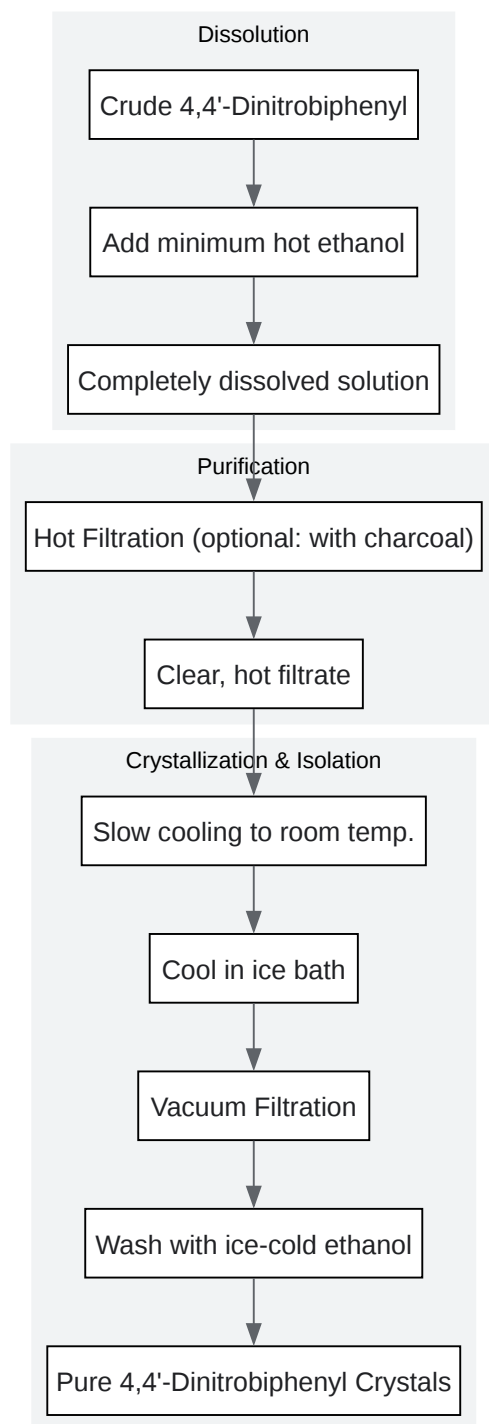 Dissolution
Crude 4,4'-Dinitrobiphenyl
Add minimum hot ethanol
Completely dissolved solution
Purification
Hot Filtration (optional: with charcoal)
Clear, hot filtrate
Crystallization & Isolation
Slow cooling to room temp.
Cool in ice bath
Vacuum Filtration
Wash with ice-cold ethanol
Pure 4,4'-Dinitrobiphenyl Crystals